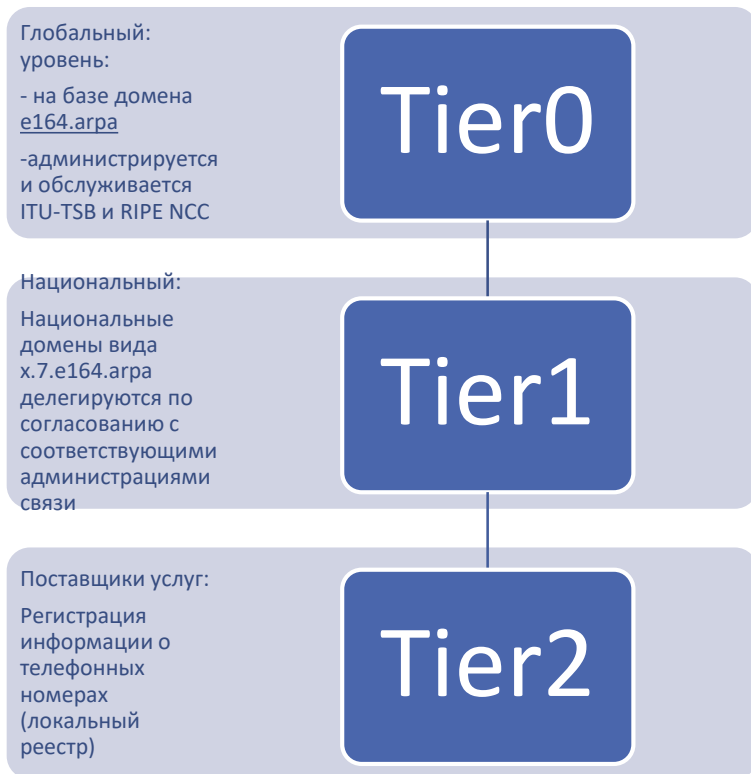 Глобальный:
уровень:
- на базе домена
e164.arpa
-администрируется
и обслуживается
ITU-TSB и RIPE NCC
Tier0
Национальный:
Национальные
домены вида
x.7.e164.arpa
делегируются по
согласованию с
соответствующими
администрациями
связи
Tier1
Поставщики услуг:
Регистрация
информации о
телефонных
номерах
(локальный
реестр)
Tier2